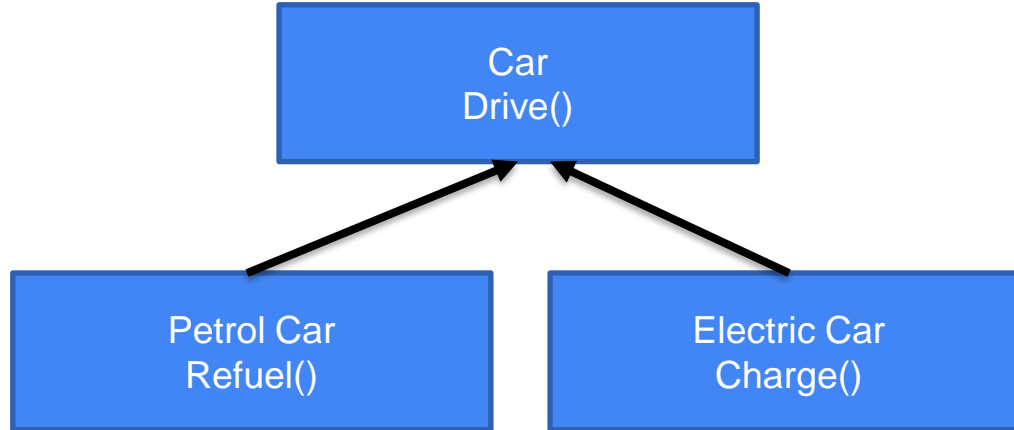 Car
Drive()
Petrol Car
Refuel()
Electric Car
Charge()